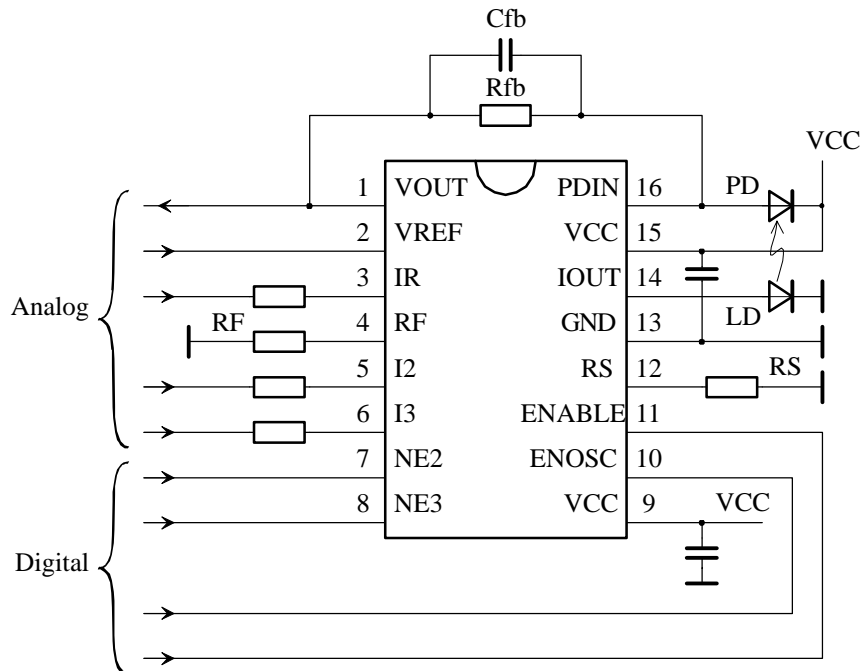 Cfb
Rfb
VCC
1 VOUT PDIN 16 PD
2 VREF VCC 15
3 IR IOUT 14
Analog
RF 4 RF GND 13 LD
5 I2 RS 12 RS
6 I3 ENABLE 11
7 NE2 ENOSC 10
8 NE3 VCC 9 VCC
Digital